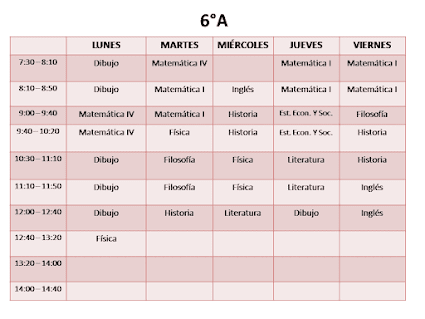 6°A
LUNES MARTES MIÉRCOLES JUEVES VIERNES
7:30 – 8:10 Dibujo Matemática IV Matemática I Matemática I
8:10 – 8:50 Dibujo Matemática I Inglés Matemática I Matemática I
9:00 – 9:40 Matemática IV Matemática I Historia Est. Econ. Y Soc. Filosofía
9:40 – 10:20 Matemática IV Física Historia Est. Econ. Y Soc. Historia
10:30 – 11:10 Dibujo Filosofía Física Literatura Historia
11:10 – 11:50 Dibujo Filosofía Física Literatura Inglés
12:00 – 12:40 Dibujo Historia Literatura Dibujo Inglés
12:40 – 13:20 Física
13:20 – 14:00
14:00 – 14:40